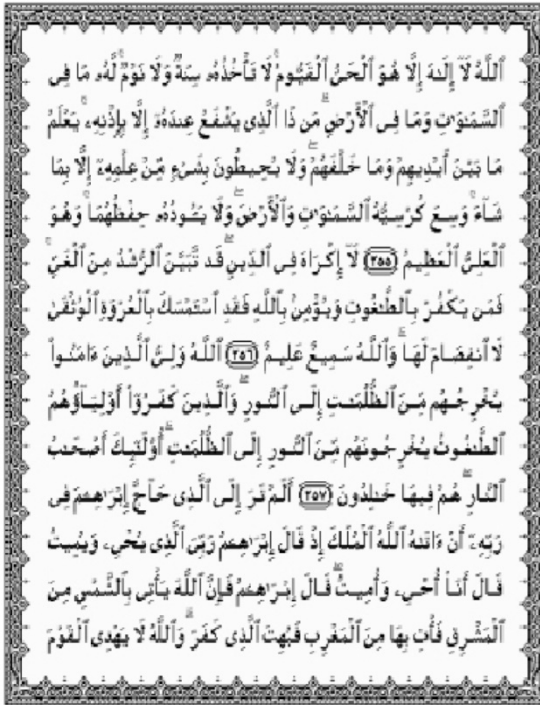 ٱللَّهُ لَآ إِلَٰهَ إِلَّا هُوَ ٱلْحَىُّ ٱلْقَيُّومُ ۚ لَا تَأْخُذُهُۥ سِنَةٌ وَلَا نَوْمٌ ۚ لَّهُۥ مَا فِى
ٱلسَّمَٰوَٰتِ وَمَا فِى ٱلْأَرْضِ ۗ مَن ذَا ٱلَّذِى يَشْفَعُ عِندَهُۥٓ إِلَّا بِإِذْنِهِۦ ۚ يَعْلَمُ
مَا بَيْنَ أَيْدِيهِمْ وَمَا خَلْفَهُمْ ۖ وَلَا يُحِيطُونَ بِشَىْءٍ مِّنْ عِلْمِهِۦٓ إِلَّا بِمَا
شَآءَ ۚ وَسِعَ كُرْسِيُّهُ ٱلسَّمَٰوَٰتِ وَٱلْأَرْضَ ۖ وَلَا يَـُٔودُهُۥ حِفْظُهُمَا ۚ وَهُوَ
ٱلْعَلِىُّ ٱلْعَظِيمُ ٢٥٥ لَآ إِكْرَاهَ فِى ٱلدِّينِ ۖ قَد تَّبَيَّنَ ٱلرُّشْدُ مِنَ ٱلْغَىِّ ۚ
فَمَن يَكْفُرْ بِٱلطَّٰغُوتِ وَيُؤْمِنۢ بِٱللَّهِ فَقَدِ ٱسْتَمْسَكَ بِٱلْعُرْوَةِ ٱلْوُثْقَىٰ
لَا ٱنفِصَامَ لَهَا ۗ وَٱللَّهُ سَمِيعٌ عَلِيمٌ ٢٥٦ ٱللَّهُ وَلِىُّ ٱلَّذِينَ ءَامَنُوا۟
يُخْرِجُهُم مِّنَ ٱلظُّلُمَٰتِ إِلَى ٱلنُّورِ ۖ وَٱلَّذِينَ كَفَرُوٓا۟ أَوْلِيَآؤُهُمُ
ٱلطَّٰغُوتُ يُخْرِجُونَهُم مِّنَ ٱلنُّورِ إِلَى ٱلظُّلُمَٰتِ ۗ أُو۟لَٰٓئِكَ أَصْحَٰبُ
ٱلنَّارِ ۖ هُمْ فِيهَا خَٰلِدُونَ ٢٥٧ أَلَمْ تَرَ إِلَى ٱلَّذِى حَآجَّ إِبْرَٰهِـۧمَ فِى
رَبِّهِۦٓ أَنْ ءَاتَىٰهُ ٱللَّهُ ٱلْمُلْكَ إِذْ قَالَ إِبْرَٰهِـۧمُ رَبِّىَ ٱلَّذِى يُحْىِۦ وَيُمِيتُ
قَالَ أَنَا۠ أُحْىِۦ وَأُمِيتُ ۖ قَالَ إِبْرَٰهِـۧمُ فَإِنَّ ٱللَّهَ يَأْتِى بِٱلشَّمْسِ مِنَ
ٱلْمَشْرِقِ فَأْتِ بِهَا مِنَ ٱلْمَغْرِبِ فَبُهِتَ ٱلَّذِى كَفَرَ ۗ وَٱللَّهُ لَا يَهْدِى ٱلْقَوْمَ